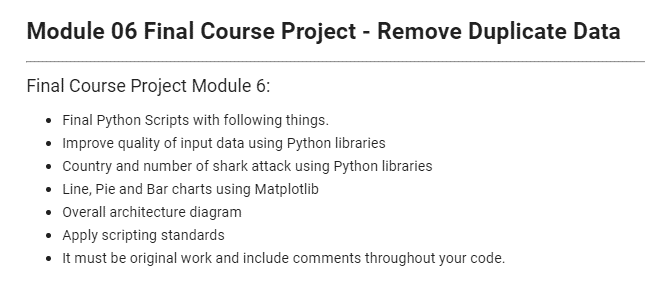 Module 06 Final Course Project - Remove Duplicate Data
Final Course Project Module 6:
• Final Python Scripts with following things.
• Improve quality of input data using Python libraries
• Country and number of shark attack using Python libraries
• Line, Pie and Bar charts using Matplotlib
• Overall architecture diagram
• Apply scripting standards
• It must be original work and include comments throughout your code.